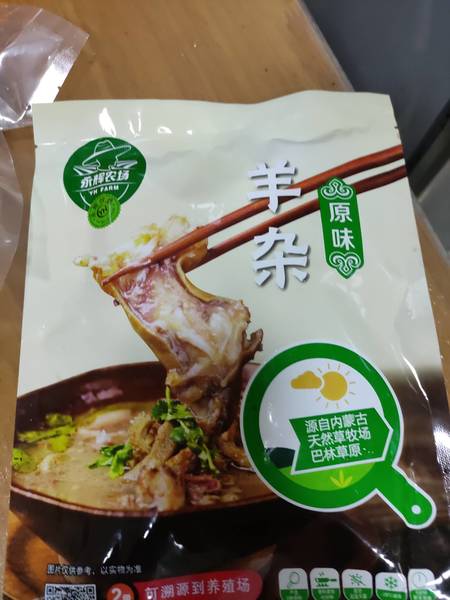 永辉农场
YH FARM
羊杂
原味
源自内蒙古
天然草牧场
巴林草原...
图片仅供参考，以实物为准
可溯源到养殖场